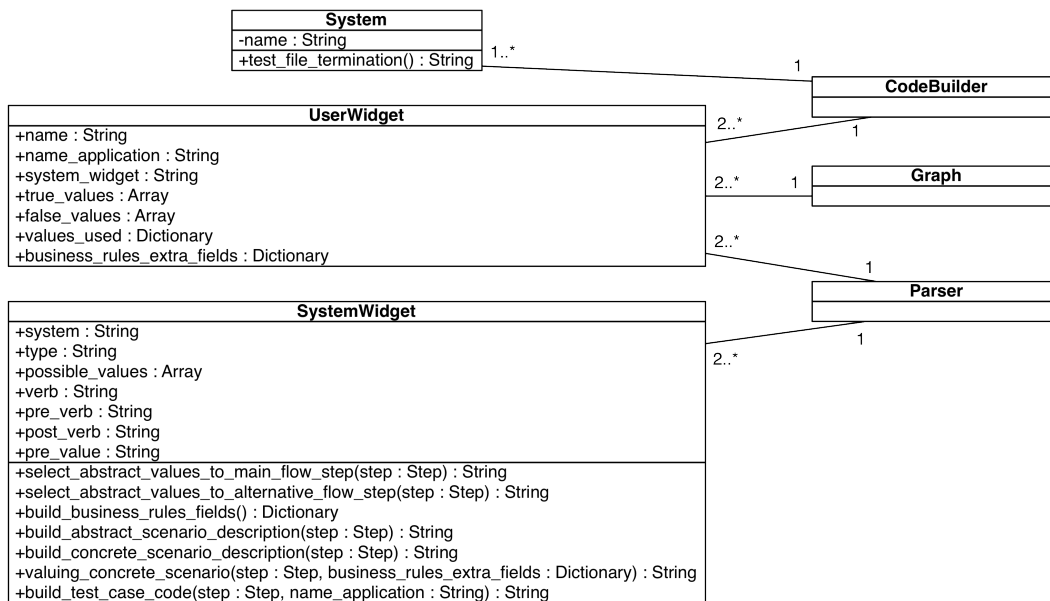 System
-name : String
+test_file_termination() : String
1..*
1
CodeBuilder
UserWidget
+name : String
+name_application : String
+system_widget : String
+true_values : Array
+false_values : Array
+values_used : Dictionary
+business_rules_extra_fields : Dictionary
2..*
1
2..*
1
Graph
2..*
1
Parser
SystemWidget
+system : String
+type : String
+possible_values : Array
+verb : String
+pre_verb : String
+post_verb : String
+pre_value : String
2..*
1
+select_abstract_values_to_main_flow_step(step : Step) : String
+select_abstract_values_to_alternative_flow_step(step : Step) : String
+build_business_rules_fields() : Dictionary
+build_abstract_scenario_description(step : Step) : String
+build_concrete_scenario_description(step : Step) : String
+valuing_concrete_scenario(step : Step, business_rules_extra_fields : Dictionary) : String
+build_test_case_code(step : Step, name_application : String) : String